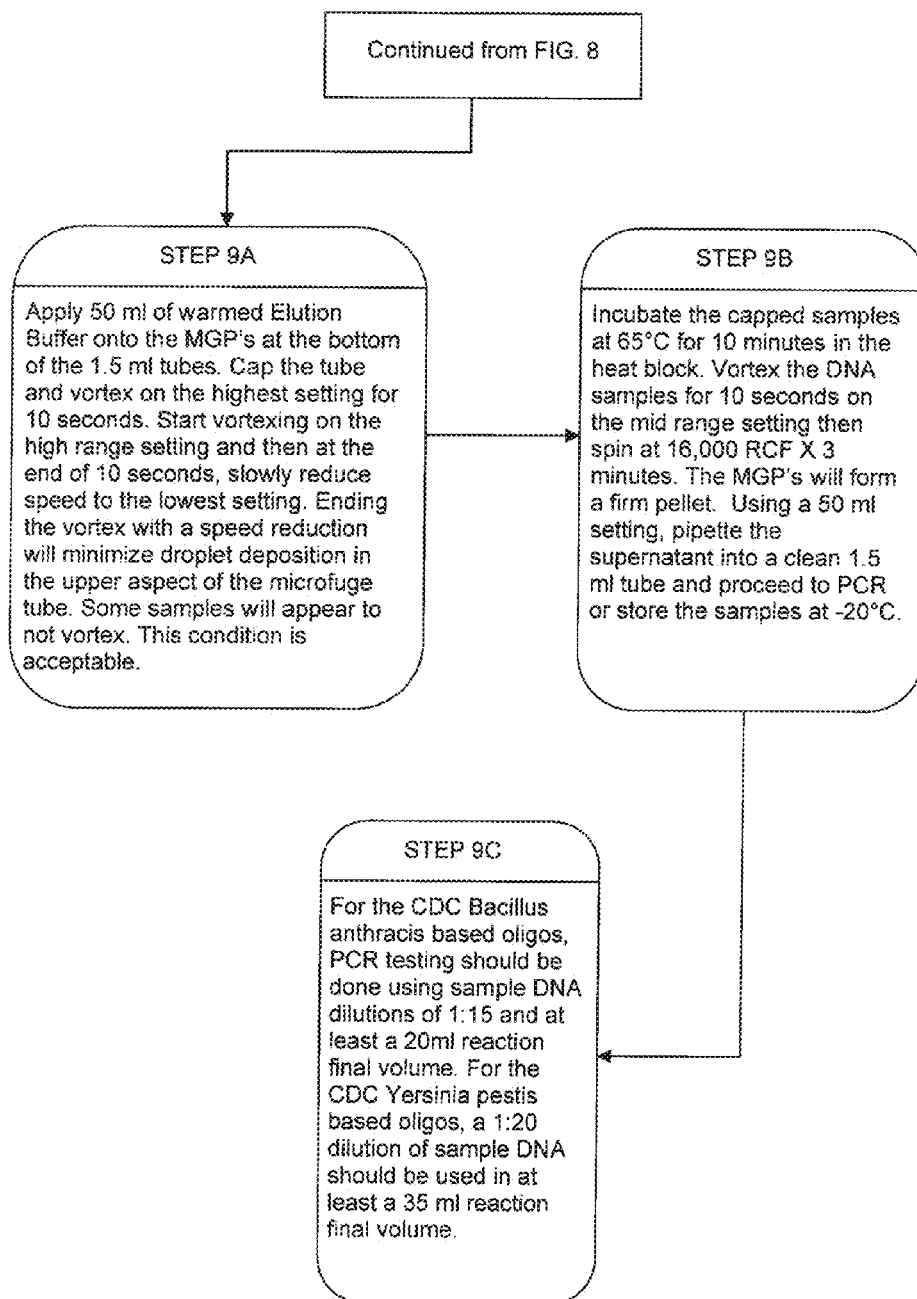 Continued from FIG. 8
STEP 9A
Apply 50 ml of warmed Elution
Buffer onto the MGP's at the bottom
of the 1.5 ml tubes. Cap the tube
and vortex on the highest setting for
10 seconds. Start vortexing on the
high range setting and then at the
end of 10 seconds, slowly reduce
speed to the lowest setting. Ending
the vortex with a speed reduction
will minimize droplet deposition in
the upper aspect of the microfuge
tube. Some samples will appear to
not vortex. This condition is
acceptable.
STEP 9B
Incubate the capped samples
at 65°C for 10 minutes in the
heat block. Vortex the DNA
samples for 10 seconds on
the mid range setting then
spin at 16,000 RCF X 3
minutes. The MGP's will form
a firm pellet. Using a 50 ml
setting, pipette the
supernatant into a clean 1.5
ml tube and proceed to PCR
or store the samples at -20°C.
STEP 9C
For the CDC Bacillus
anthracis based oligos,
PCR testing should be
done using sample DNA
dilutions of 1:15 and at
least a 20ml reaction
final volume. For the
CDC Yersinia pestis
based oligos, a 1:20
dilution of sample DNA
should be used in at
least a 35 ml reaction
final volume.